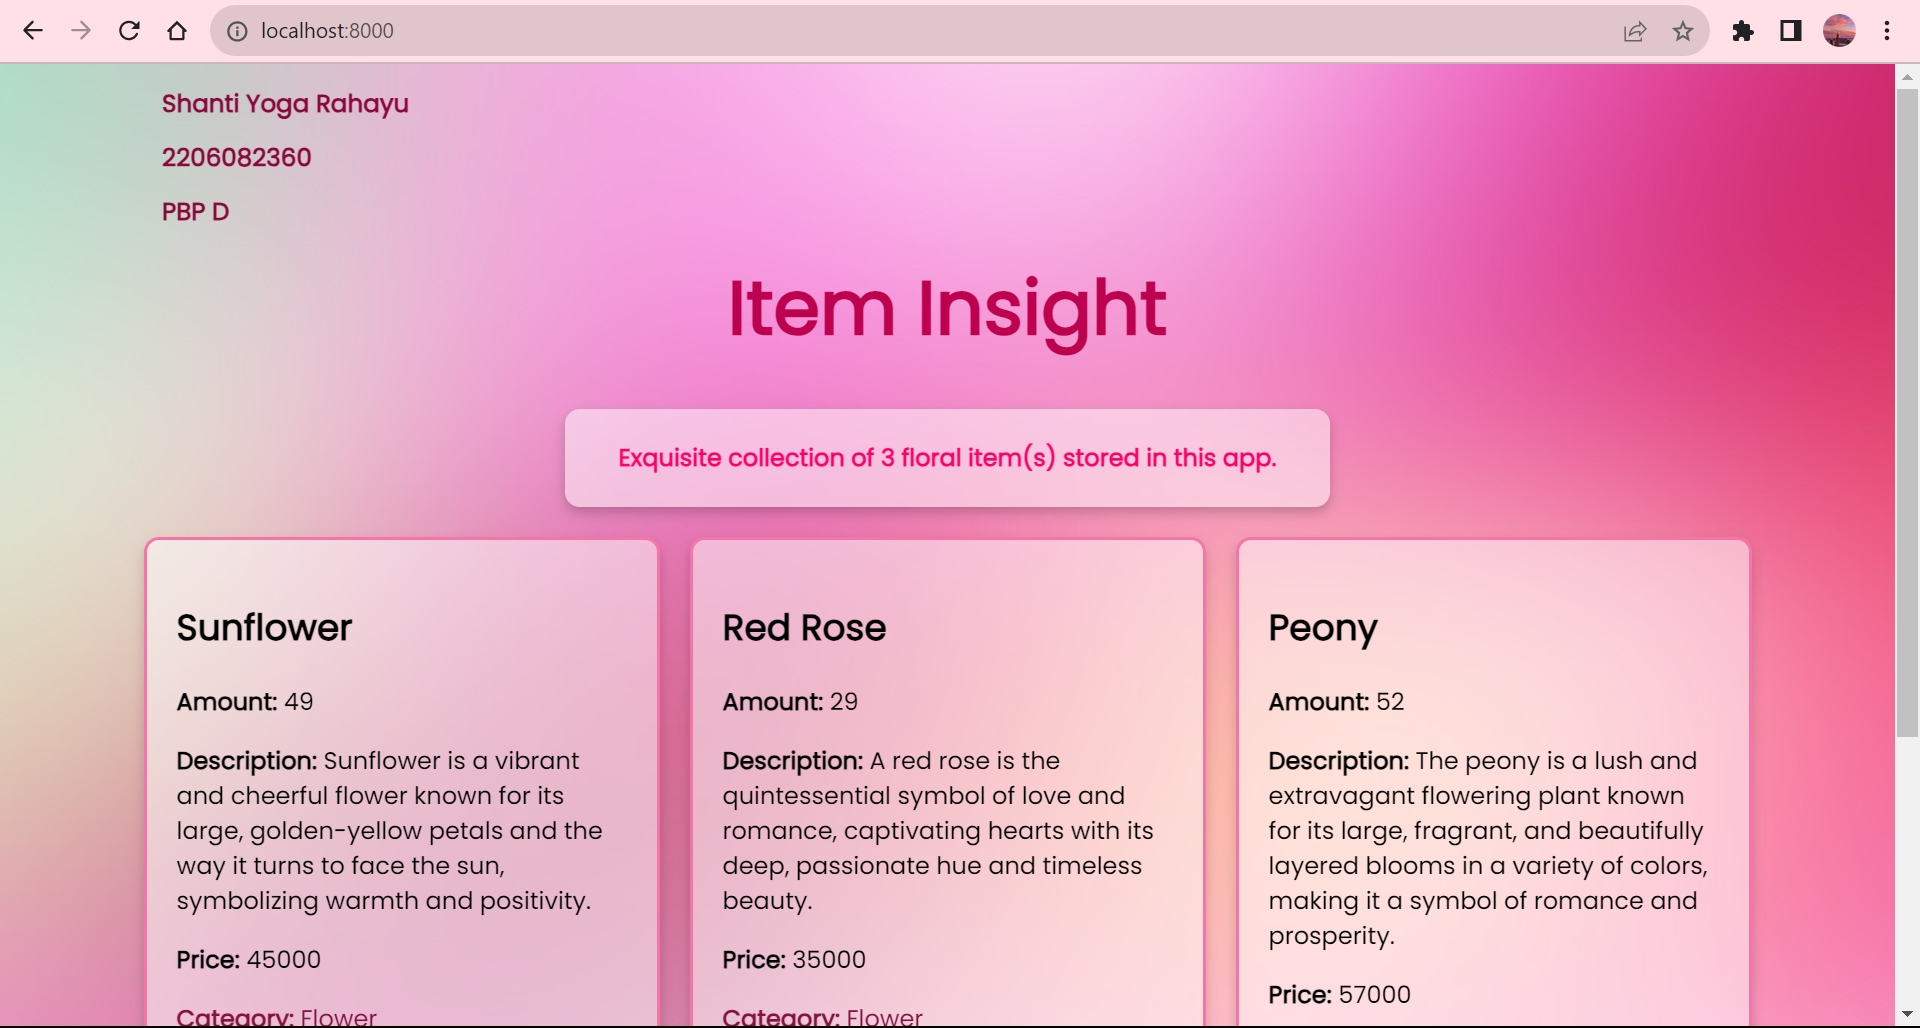 localhost:8000
Shanti Yoga Rahayu
2206082360
PBP D
Item Insight
Exquisite collection of 3 floral item(s) stored in this app.
Sunflower
Amount: 49
Description: Sunflower is a vibrant
and cheerful flower known for its
large, golden-yellow petals and the
way it turns to face the sun,
symbolizing warmth and positivity.
Price: 45000
Category: Flower
Red Rose
Amount: 29
Description: A red rose is the
quintessential symbol of love and
romance, captivating hearts with its
deep, passionate hue and timeless
beauty.
Price: 35000
Category: Flower
Peony
Amount: 52
Description: The peony is a lush and
extravagant flowering plant known
for its large, fragrant, and beautifully
layered blooms in a variety of colors,
making it a symbol of romance and
prosperity.
Price: 57000